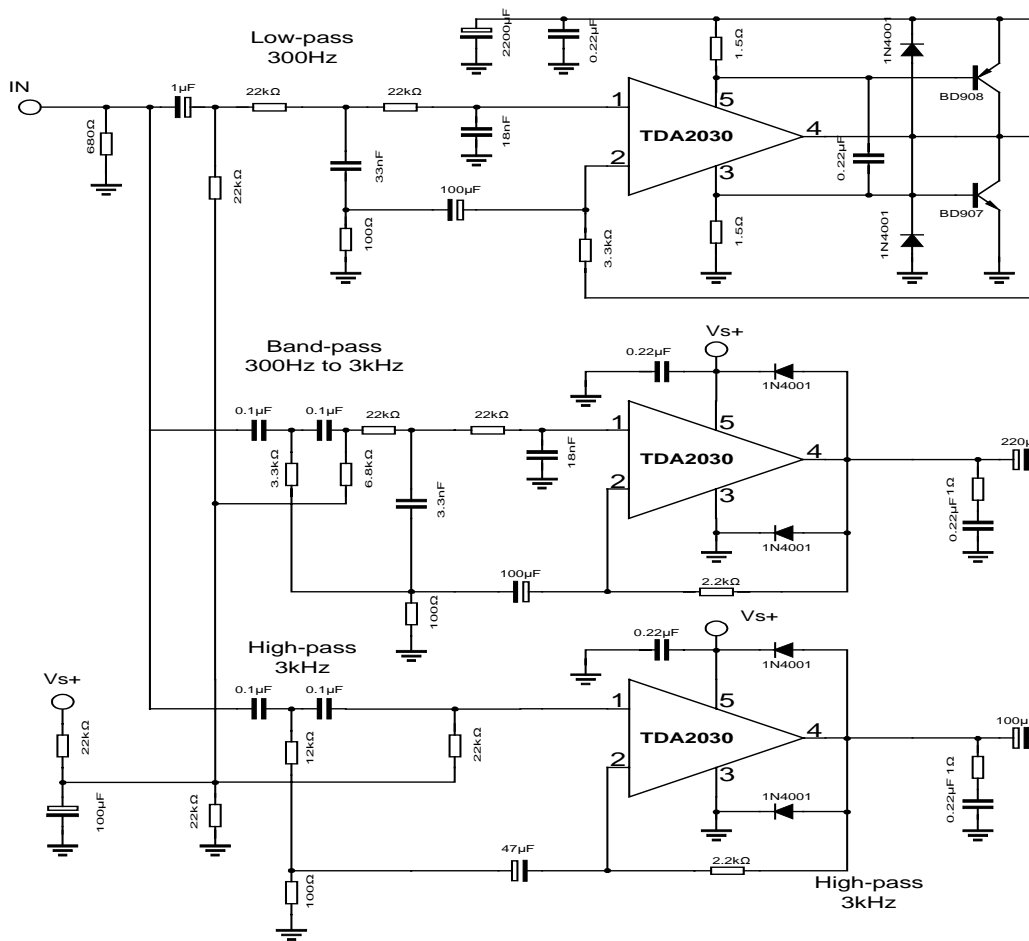 Low-pass
300Hz
IN
1µF
22kΩ
22kΩ
680Ω
22kΩ
33nF
18nF
100Ω
100µF
3.3kΩ
2200µF
0.22µF
1.5Ω
1N4001
1
2
5
TDA2030
4
3
0.22µF
BD908
BD907
1.5Ω
1N4001
Band-pass
300Hz to 3kHz
0.1µF
0.1µF
22kΩ
22kΩ
3.3kΩ
6.8kΩ
3.3nF
18nF
100µF
100Ω
2.2kΩ
Vs+
0.22µF
1N4001
1
2
5
TDA2030
4
3
1N4001
220µ
0.22µF 1Ω
High-pass
3kHz
0.1µF
0.1µF
12kΩ
22kΩ
Vs+
22kΩ
100µF
22kΩ
100Ω
47µF
2.2kΩ
Vs+
0.22µF
1N4001
1
2
5
TDA2030
4
3
1N4001
100µ
0.22µF 1Ω
High-pass
3kHz